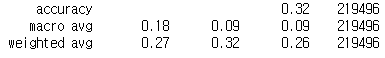 accuracy 0.32 219496
macro avg 0.18 0.09 0.09 219496
weighted avg 0.27 0.32 0.26 219496